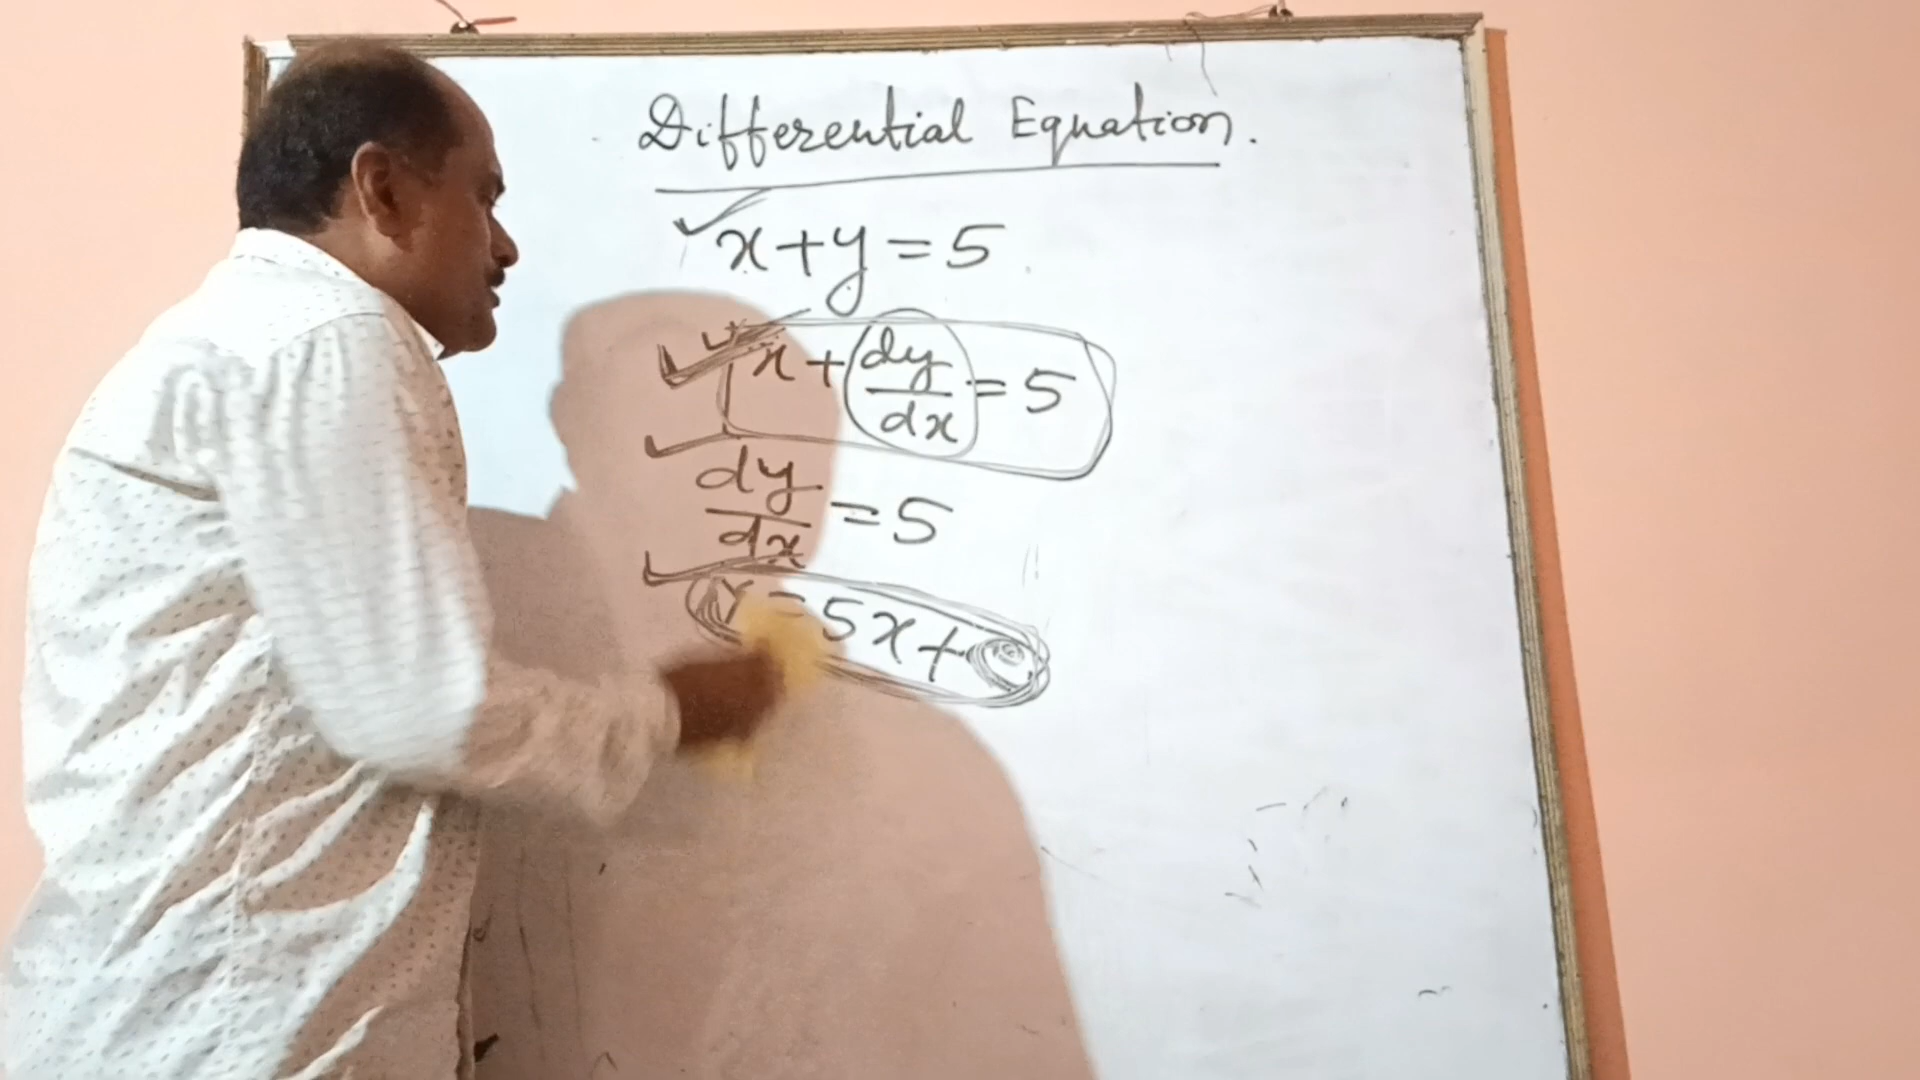 Differential Equation.
x+y=5
x+dy/dx=5
dy/dx=5
y=5x+